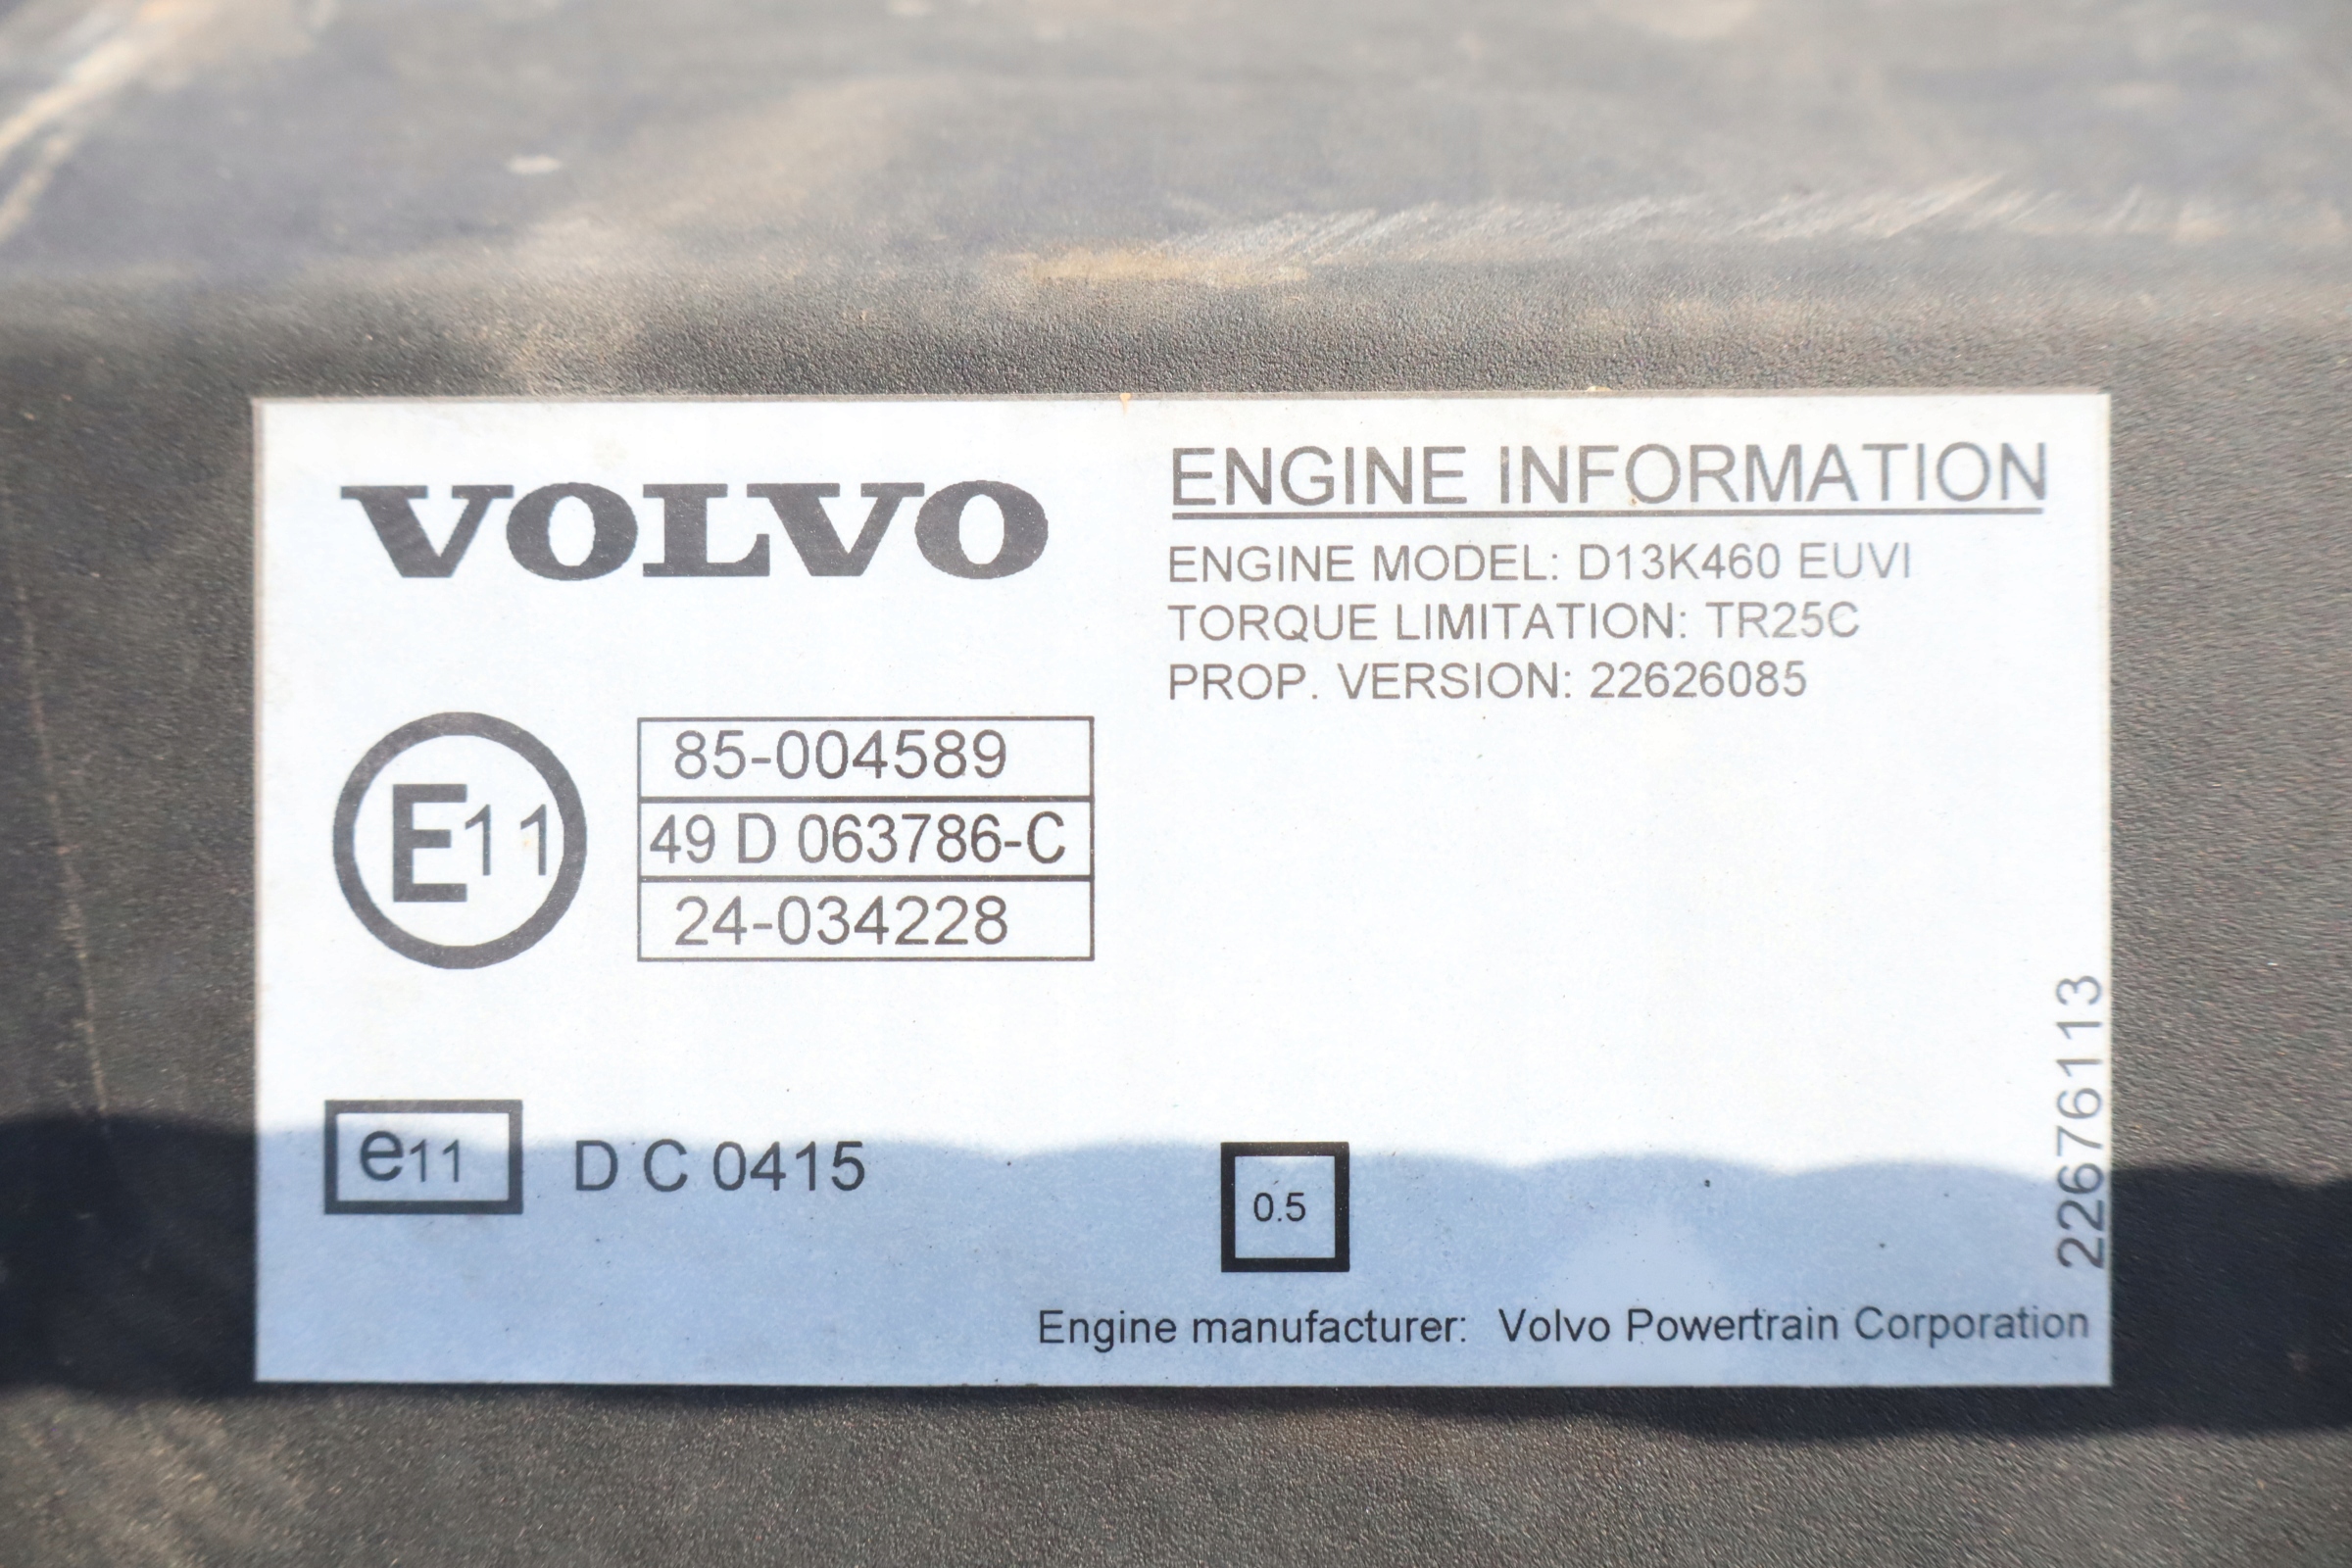 VOLVO
ENGINE INFORMATION
ENGINE MODEL: D13K460 EUVI
TORQUE LIMITATION: TR25C
PROP. VERSION: 22626085
E11
85-004589
49 D 063786-C
24-034228
e11 D C 0415
0.5
22676113
Engine manufacturer: Volvo Powertrain Corporation